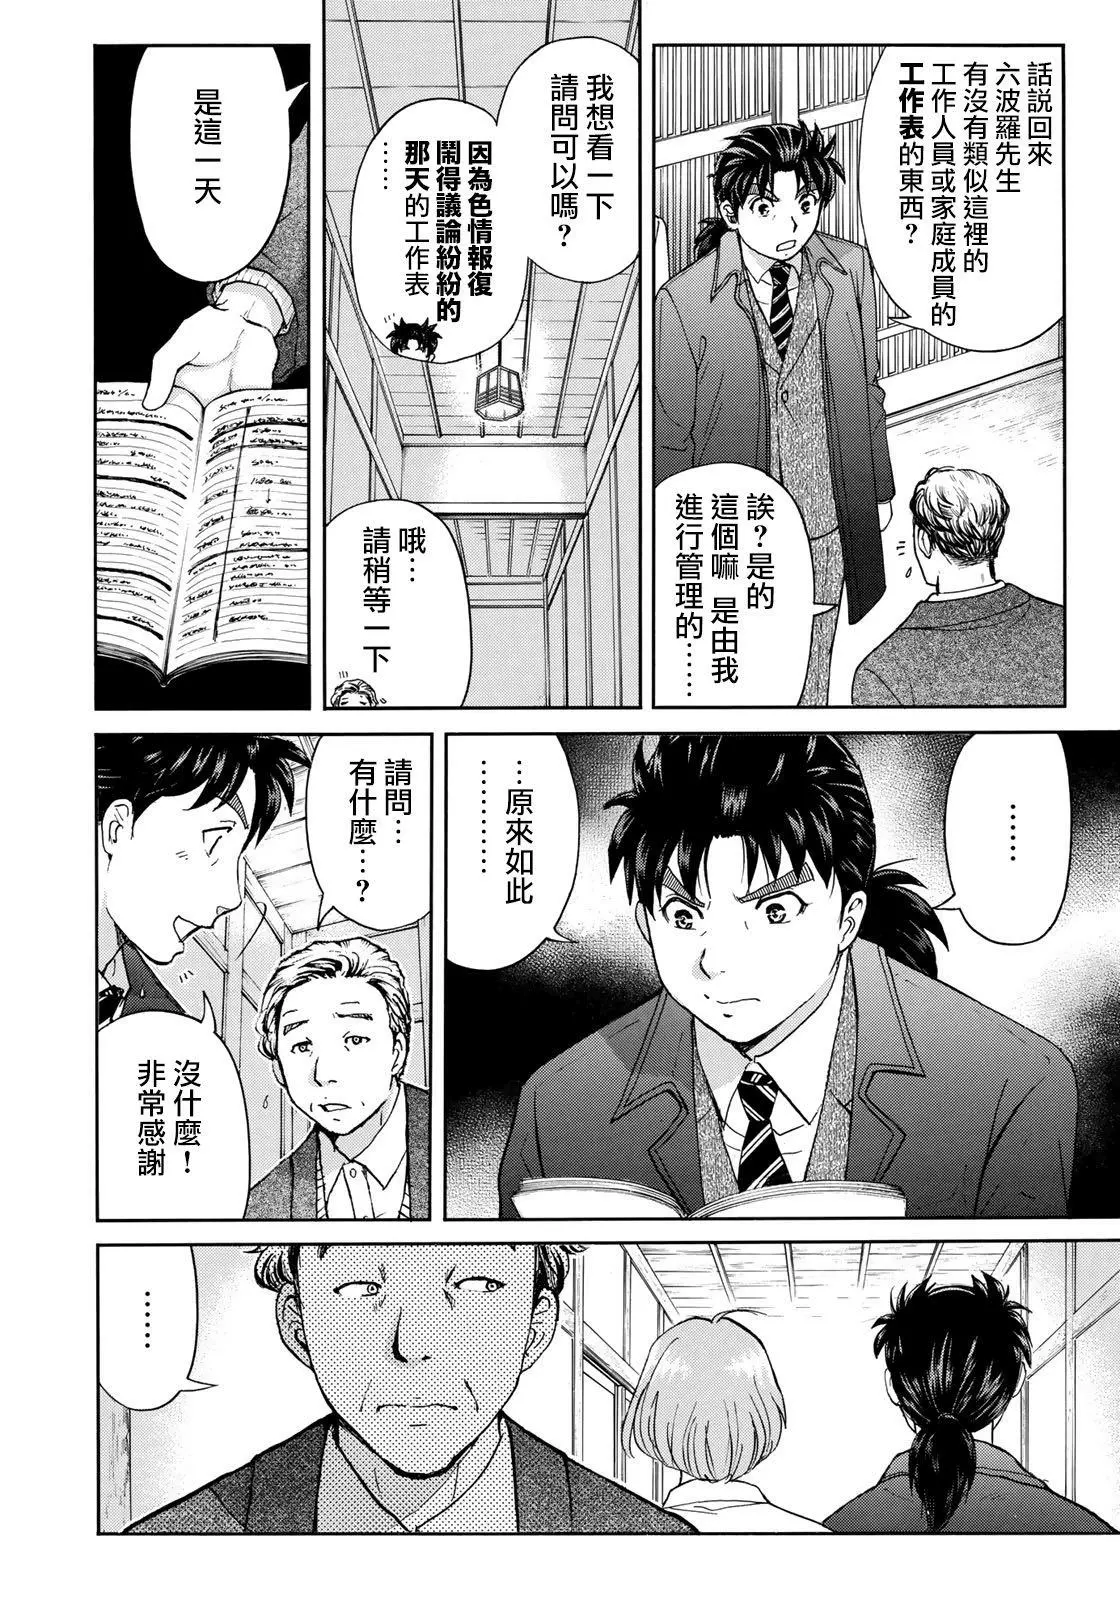 話說回來
六波羅先生
有沒有類似這裡的
工作人員或家庭成員的
工作表的東西?
誒?是的
這個嘛 是由我
進行管理的……
我想看一下
請問可以嗎?
因為色情報復
鬧得議論紛紛的
那天的工作表
……
哦…
請稍等一下
是這一天
……
…原來如此
………
請問…
有什麼…?
沒什麼!
非常感謝
……